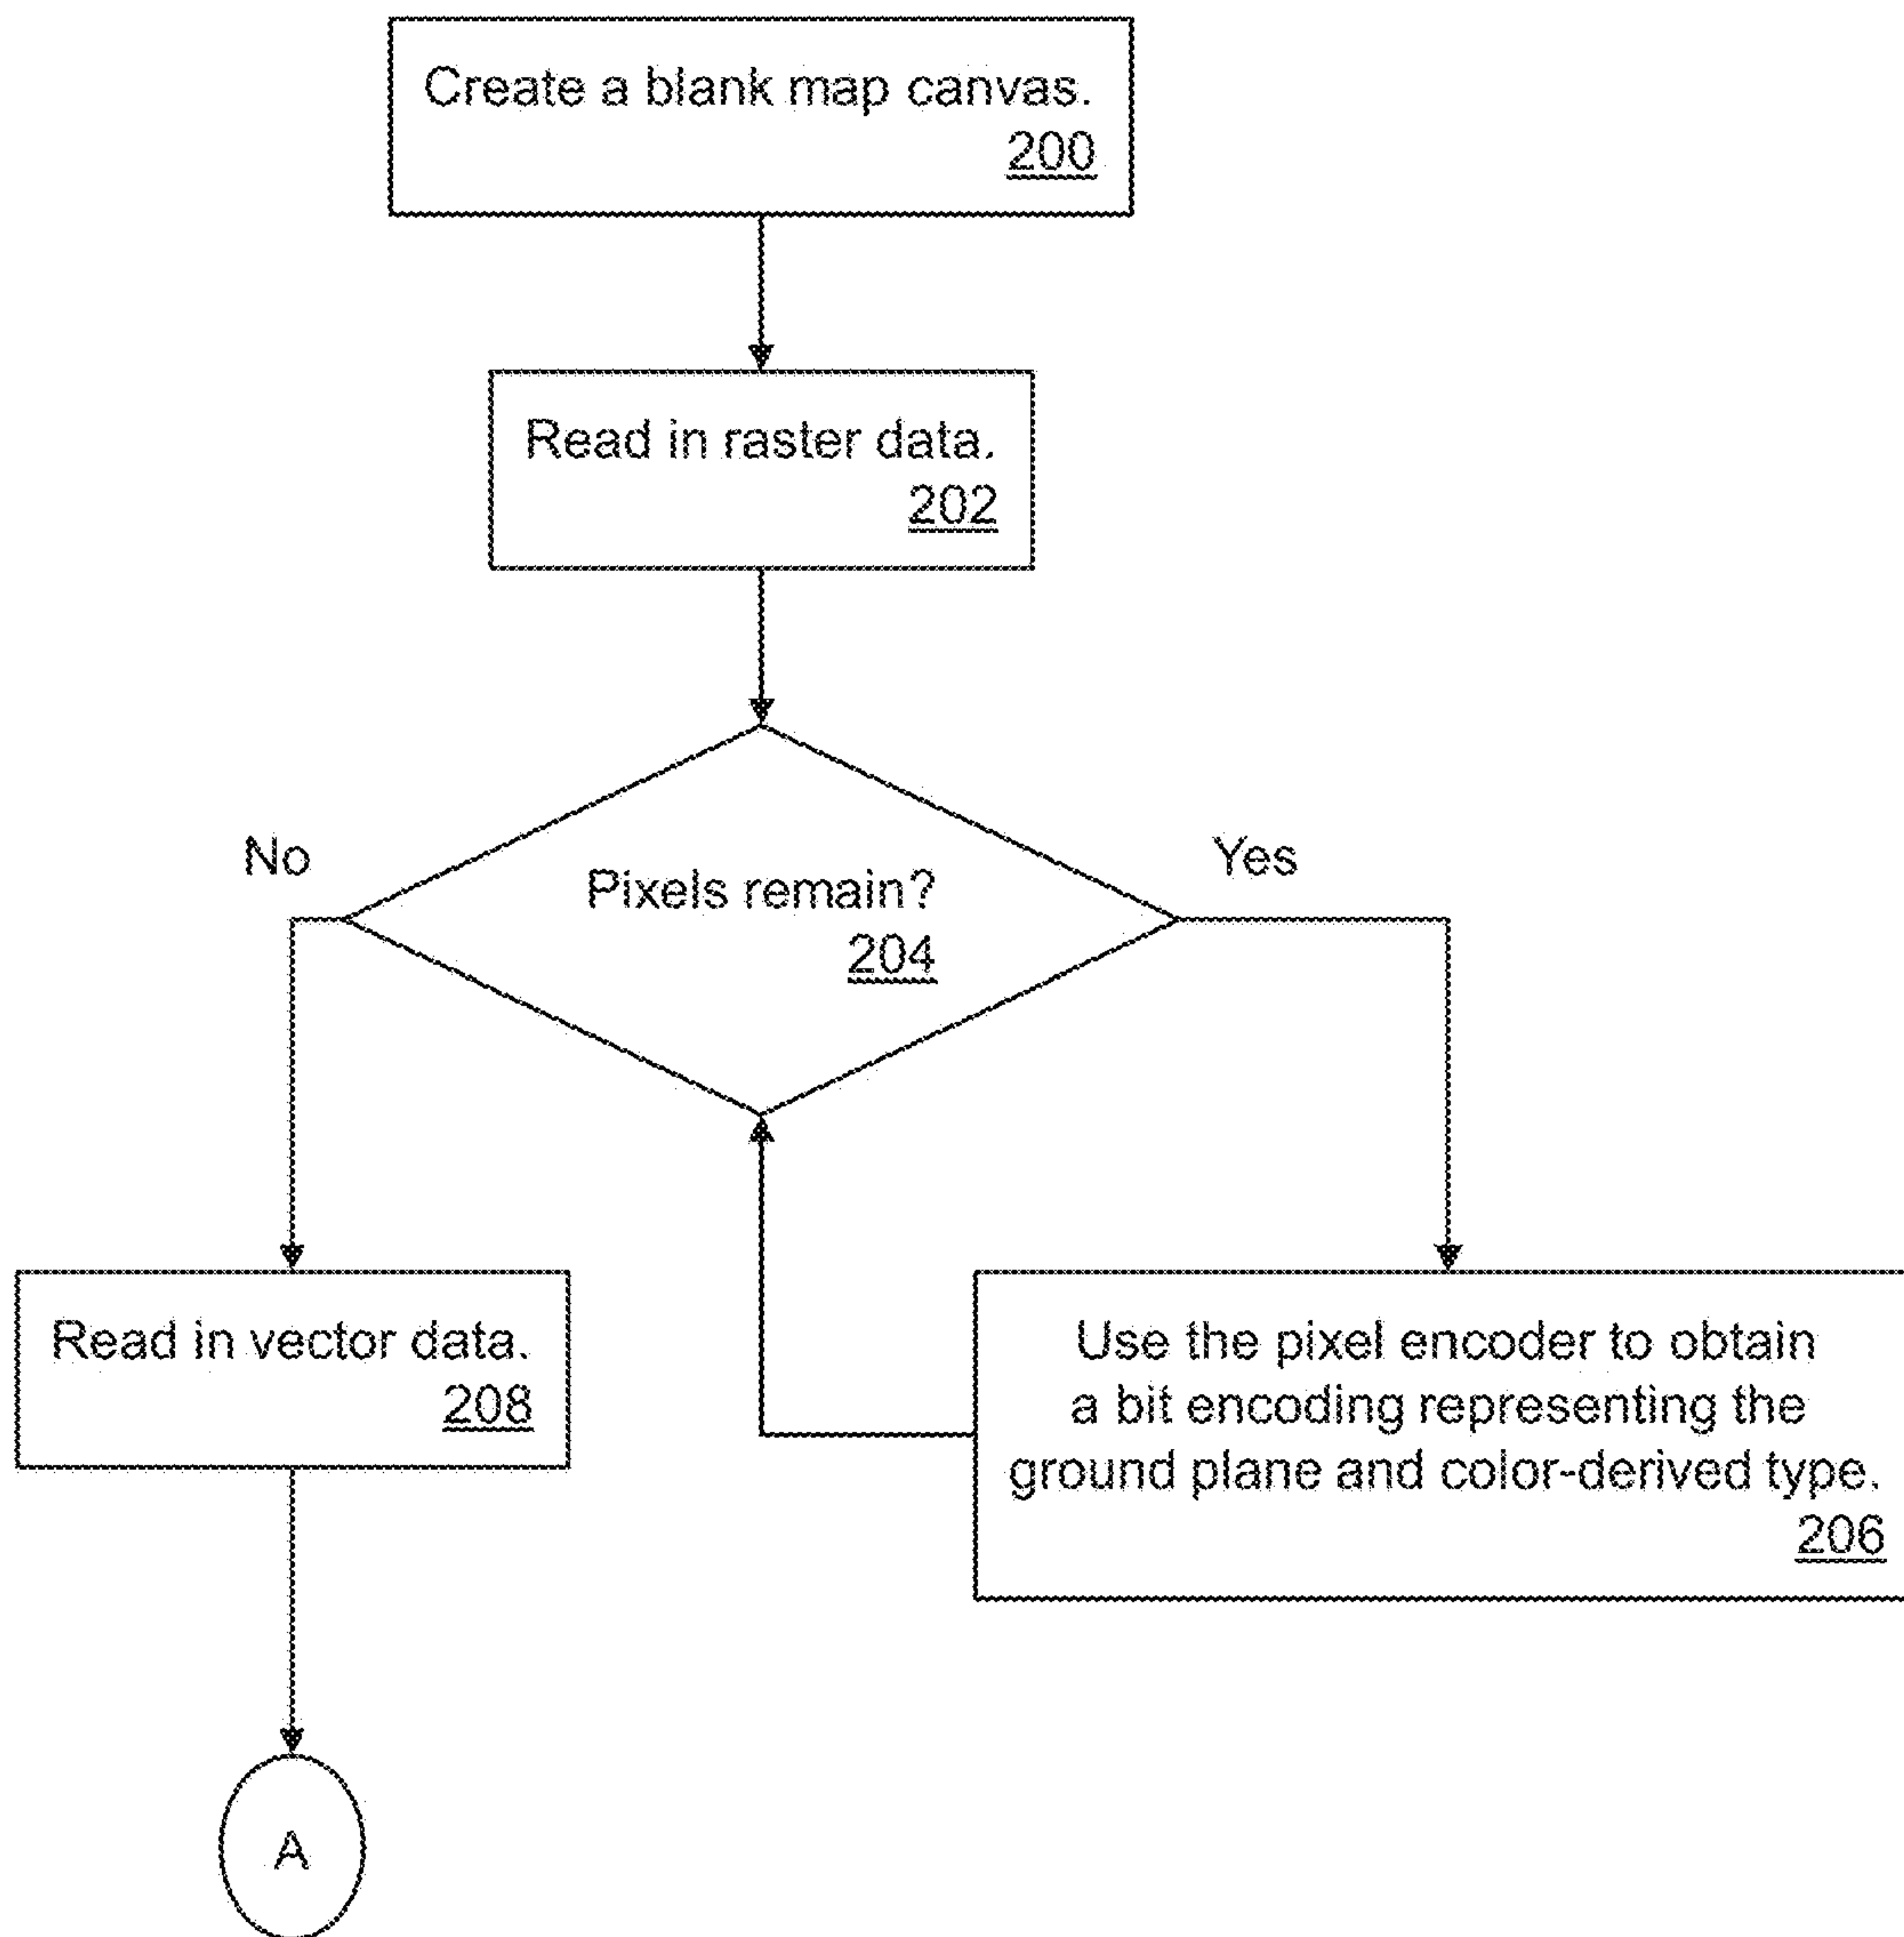 Create a blank map canvas.
200
Read in raster data.
202
No
Yes
Pixels remain?
204
Read in vector data.
208
Use the pixel encoder to obtain
a bit encoding representing the
ground plane and color-derived type.
206
A